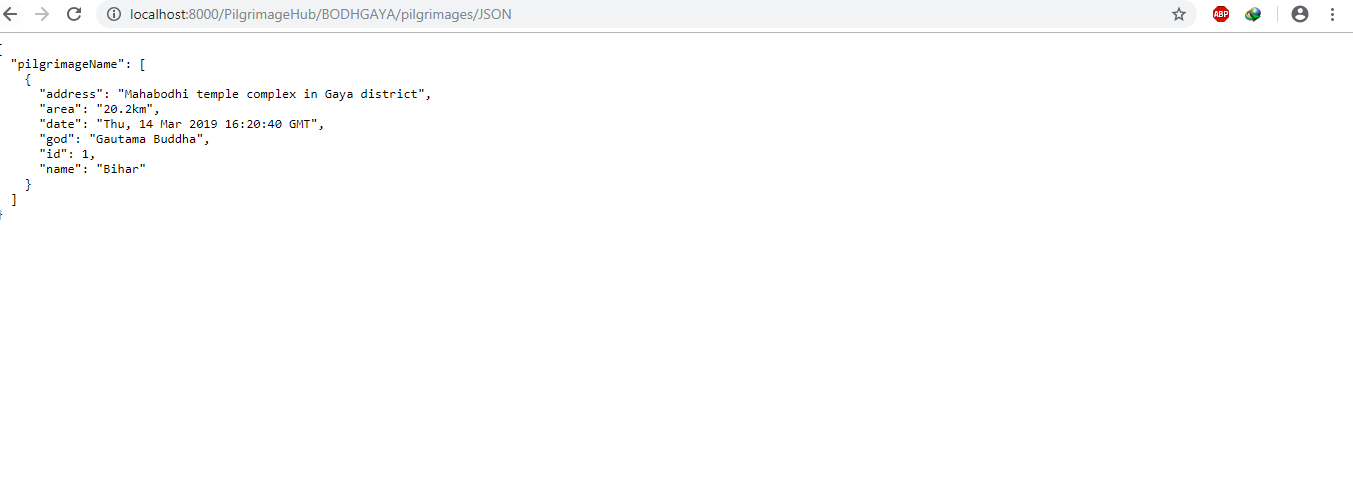 localhost:8000/PilgrimageHub/BODHGAYA/pilgrimages/JSON
ABP
{
"pilgrimageName": [
{
"address": "Mahabodhi temple complex in Gaya district",
"area": "20.2km",
"date": "Thu, 14 Mar 2019 16:20:40 GMT",
"god": "Gautama Buddha",
"id": 1,
"name": "Bihar"
}
]
}